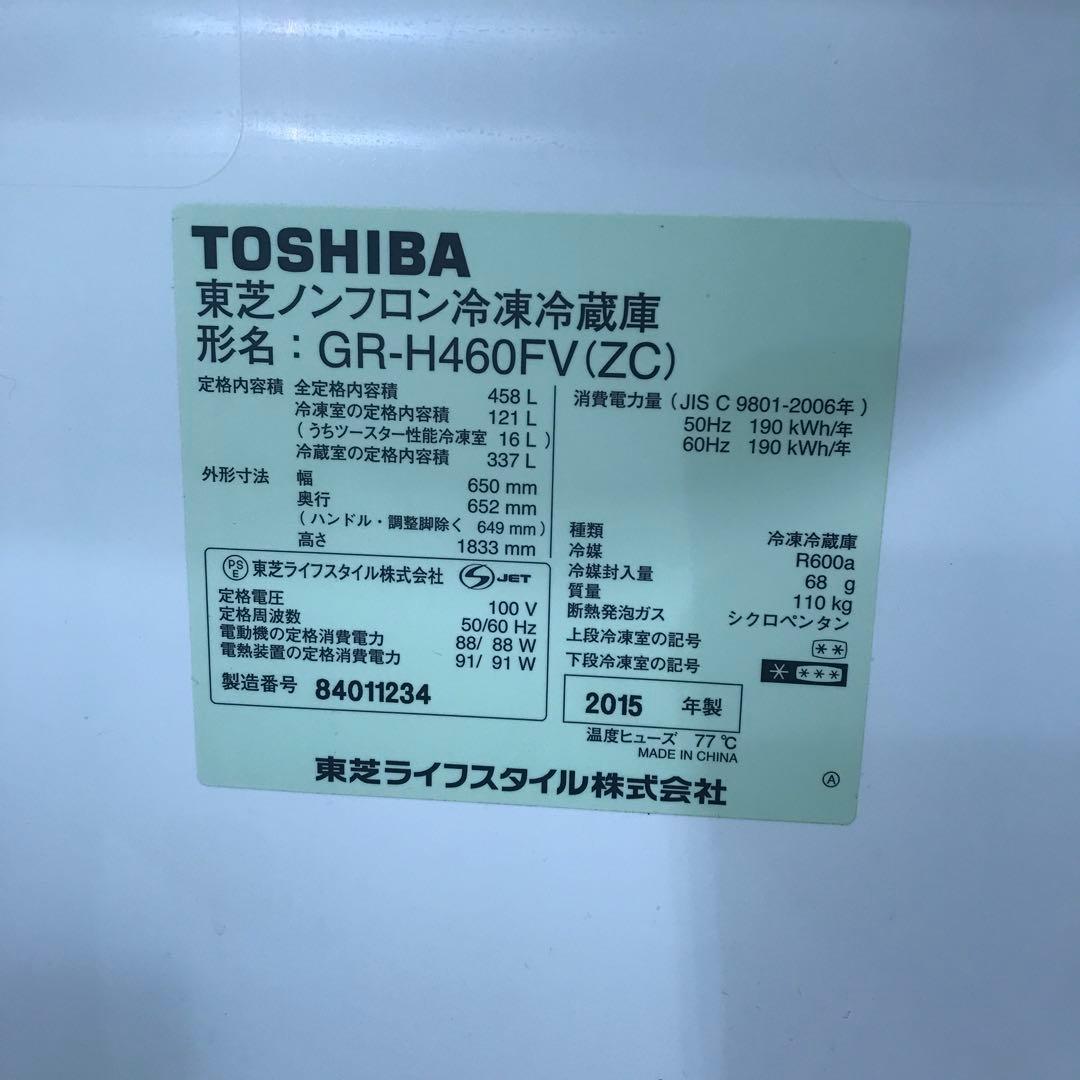 TOSHIBA
東芝ノンフロン冷凍冷蔵庫
形名：GR-H460FV(ZC)
定格内容積 全定格内容積 458 L
冷凍室の定格内容積 121 L
(うちツースター性能冷凍室 16 L)
冷蔵室の定格内容積 337 L
外形寸法 幅 650 mm
奥行 652 mm
(ハンドル・調整脚除く 649 mm)
高さ 1833 mm
PSE 東芝ライフスタイル株式会社 S JET
定格電圧 100 V
定格周波数 50/60 Hz
電動機の定格消費電力 88/ 88 W
電熱装置の定格消費電力 91/ 91 W
製造番号 84011234
消費電力量 (JIS C 9801-2006年)
50Hz 190 kWh/年
60Hz 190 kWh/年
種類 冷凍冷蔵庫
冷媒 R600a
冷媒封入量 68 g
質量 110 kg
断熱発泡ガス シクロペンタン
上段冷凍室の記号 **
下段冷凍室の記号 * ***
2015 年製
温度ヒューズ 77℃
MADE IN CHINA
東芝ライフスタイル株式会社 Ⓐ